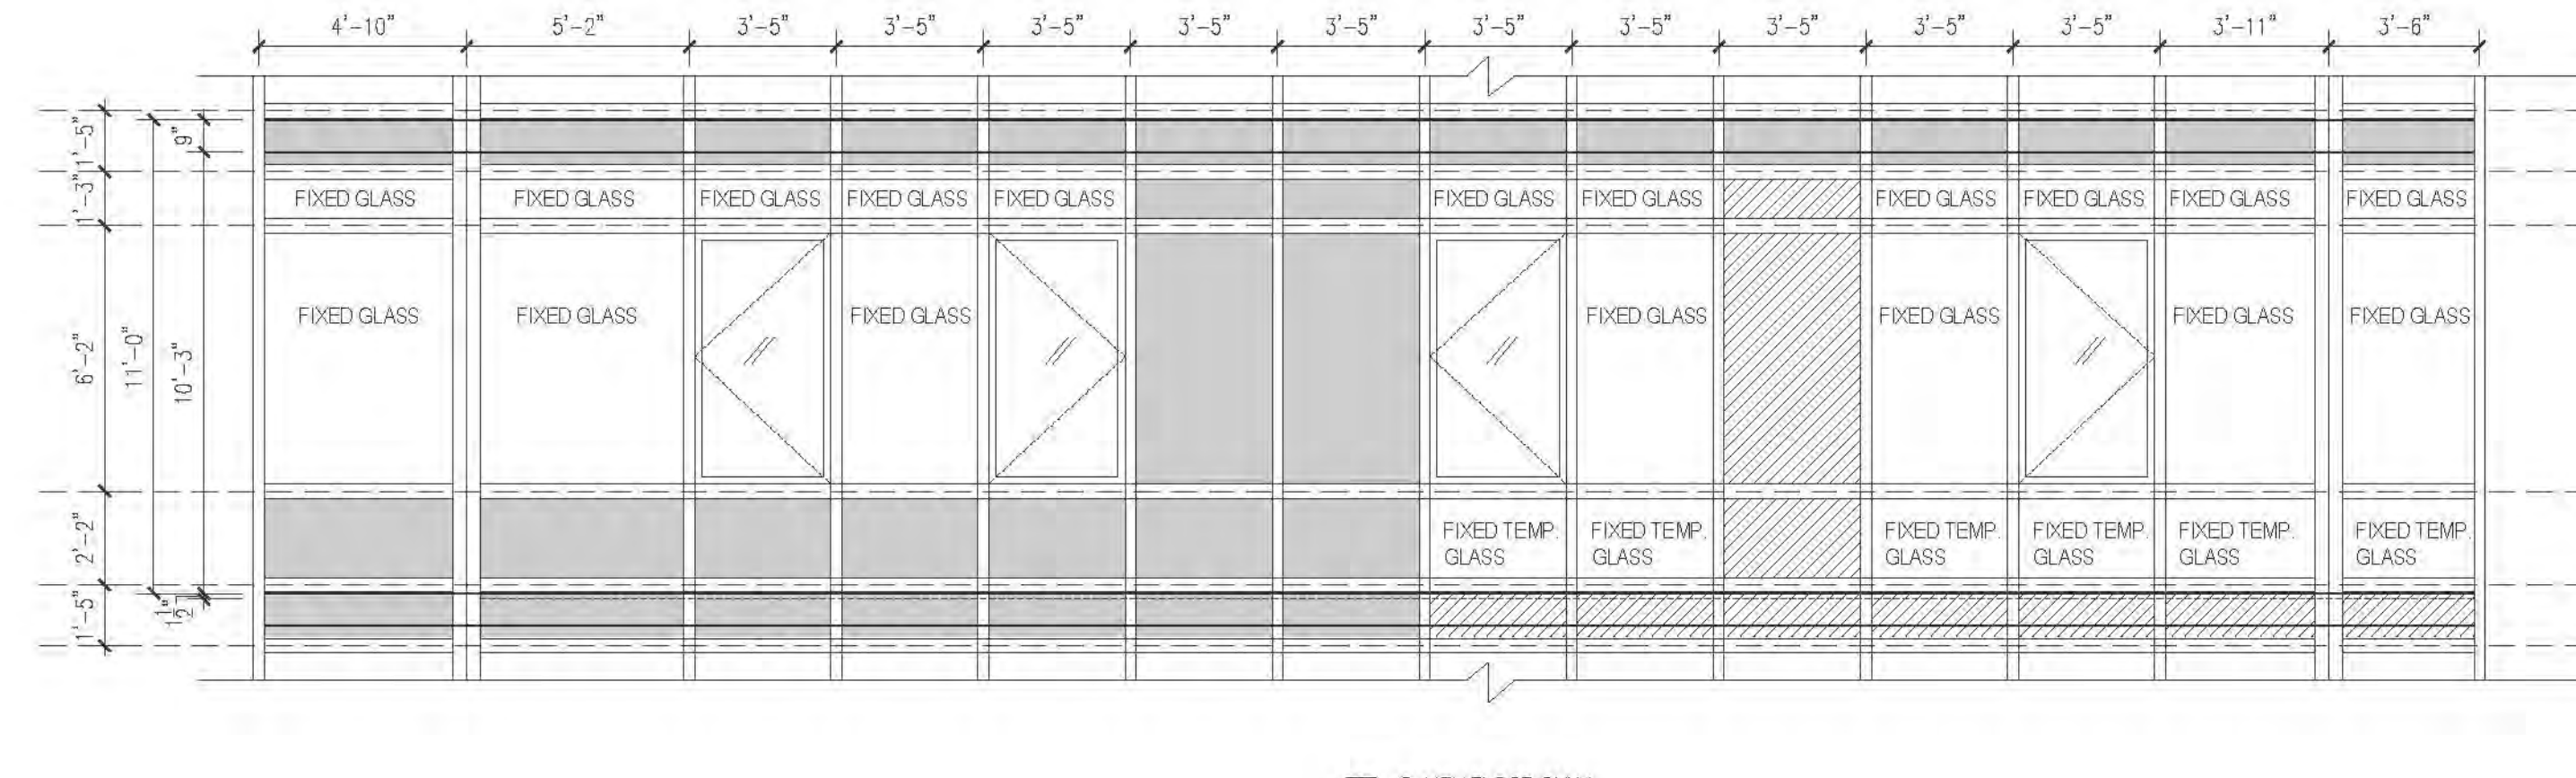 4'-10" 5'-2" 3'-5" 3'-5" 3'-5" 3'-5" 3'-5" 3'-5" 3'-5" 3'-5" 3'-5" 3'-5" 3'-11" 3'-6"
1'-5"
9"
1'-3"
FIXED GLASS FIXED GLASS FIXED GLASS FIXED GLASS FIXED GLASS FIXED GLASS FIXED GLASS FIXED GLASS FIXED GLASS FIXED GLASS FIXED GLASS
6'-2"
11'-0"
10'-3"
FIXED GLASS FIXED GLASS FIXED GLASS FIXED GLASS FIXED GLASS FIXED GLASS FIXED GLASS
2'-2"
FIXED TEMP. FIXED TEMP. FIXED TEMP. FIXED TEMP. FIXED TEMP. FIXED TEMP.
GLASS GLASS GLASS GLASS GLASS GLASS
1'-5"
1 1/2"